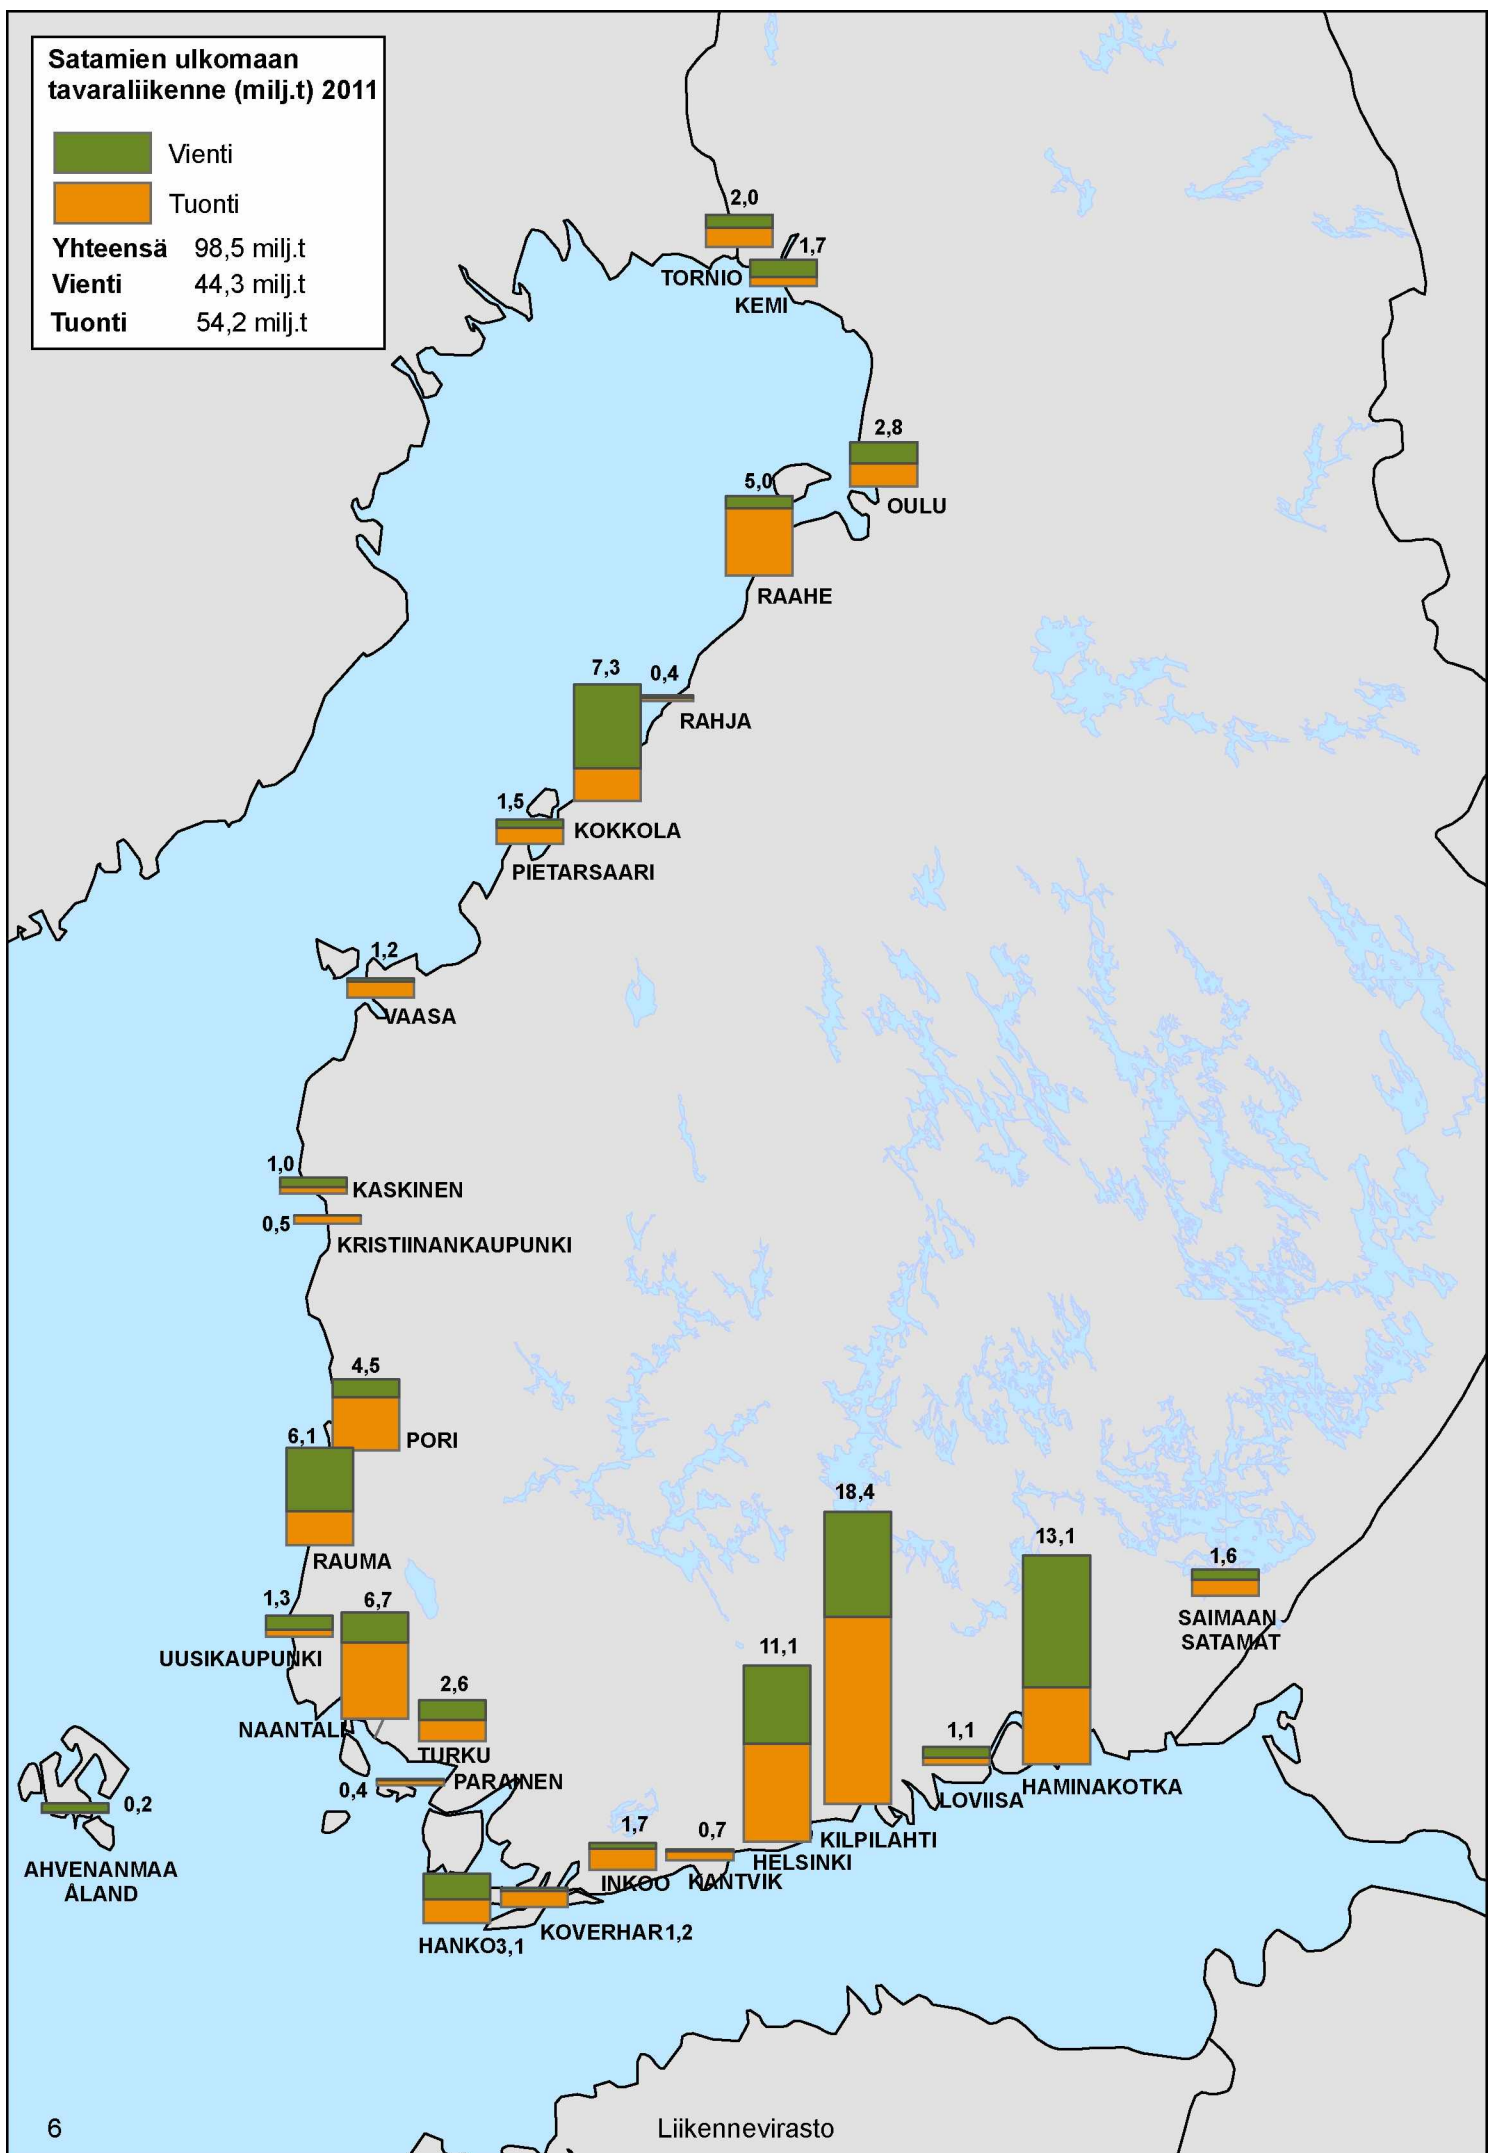 Satamien ulkomaan
tavaraliikenne (milj.t) 2011
Vienti
Tuonti
Yhteensä 98,5 milj.t
Vienti 44,3 milj.t
Tuonti 54,2 milj.t
2,0
1,7
TORNIO
KEMI
2,8
OULU
5,0
RAAHE
7,3
0,4
RAHJA
1,5
KOKKOLA
PIETARSAARI
1,2
VAASA
1,0
KASKINEN
0,5
KRISTIINANKAUPUNKI
4,5
PORI
6,1
RAUMA
18,4
13,1
1,6
SAIMAAN
SATAMAT
1,3
UUSIKAUPUNKI
6,7
NAANTALI
2,6
TURKU
11,1
1,1
LOVIISA
HAMINAKOTKA
0,4
PARAINEN
0,2
AHVENANMAA
ÅLAND
1,7
INKOO
0,7
KANTVIK
HELSINKI
KILPILAHTI
KOVERHAR 1,2
HANKO 3,1
6
Liikennevirasto